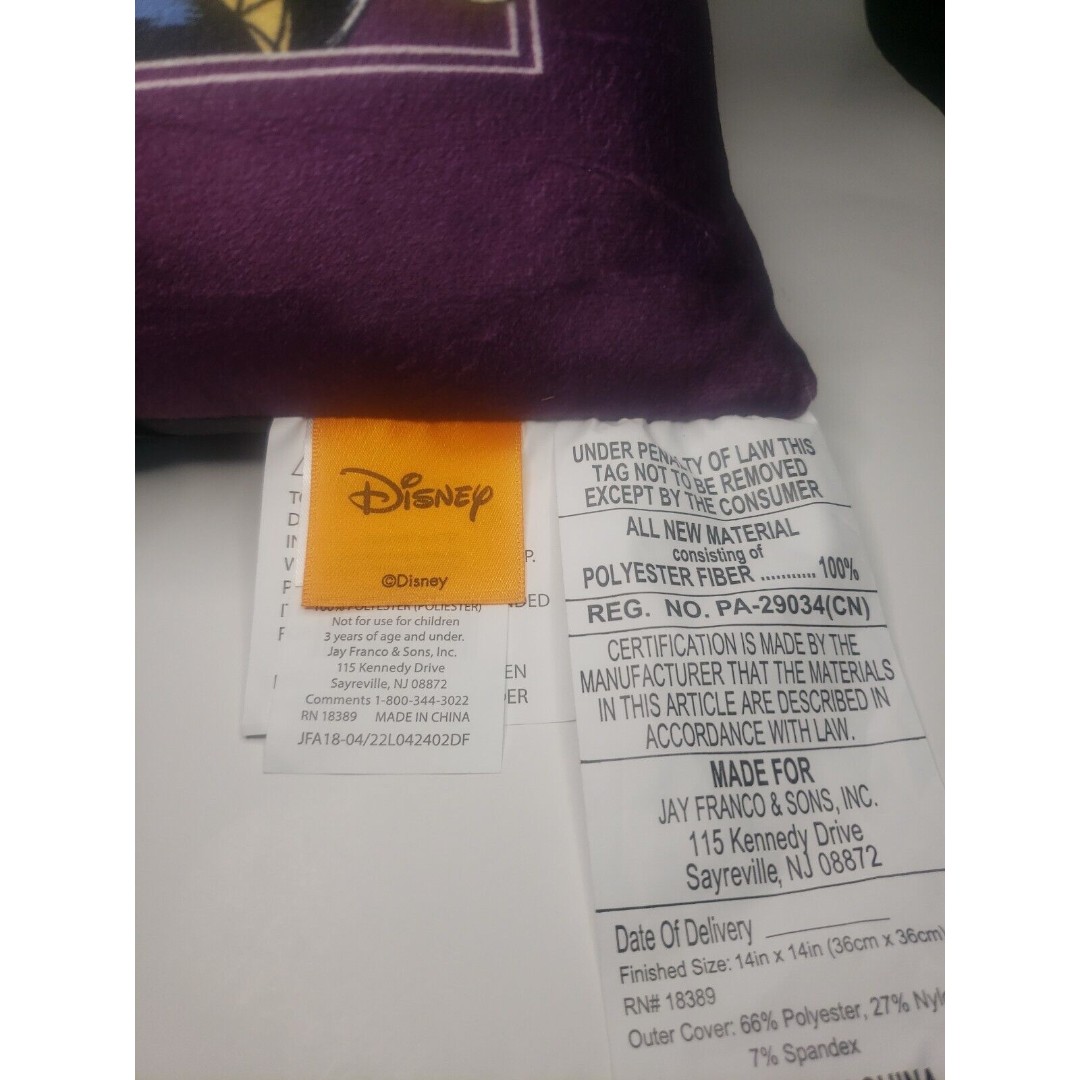 Disney
©Disney
100% POLYESTER (POLIESTER)
Not for use for children
3 years of age and under.
Jay Franco & Sons, Inc.
115 Kennedy Drive
Sayreville, NJ 08872
Comments 1-800-344-3022
RN 18389 MADE IN CHINA
JFA18-04/22L042402DF
UNDER PENALTY OF LAW THIS
TAG NOT TO BE REMOVED
EXCEPT BY THE CONSUMER
ALL NEW MATERIAL
consisting of
POLYESTER FIBER ........... 100%
REG. NO. PA-29034(CN)
CERTIFICATION IS MADE BY THE
MANUFACTURER THAT THE MATERIALS
IN THIS ARTICLE ARE DESCRIBED IN
ACCORDANCE WITH LAW.
MADE FOR
JAY FRANCO & SONS, INC.
115 Kennedy Drive
Sayreville, NJ 08872
Date Of Delivery
Finished Size: 14in x 14in (36cm x 36cm)
RN# 18389
Outer Cover: 66% Polyester, 27%
7% Spandex